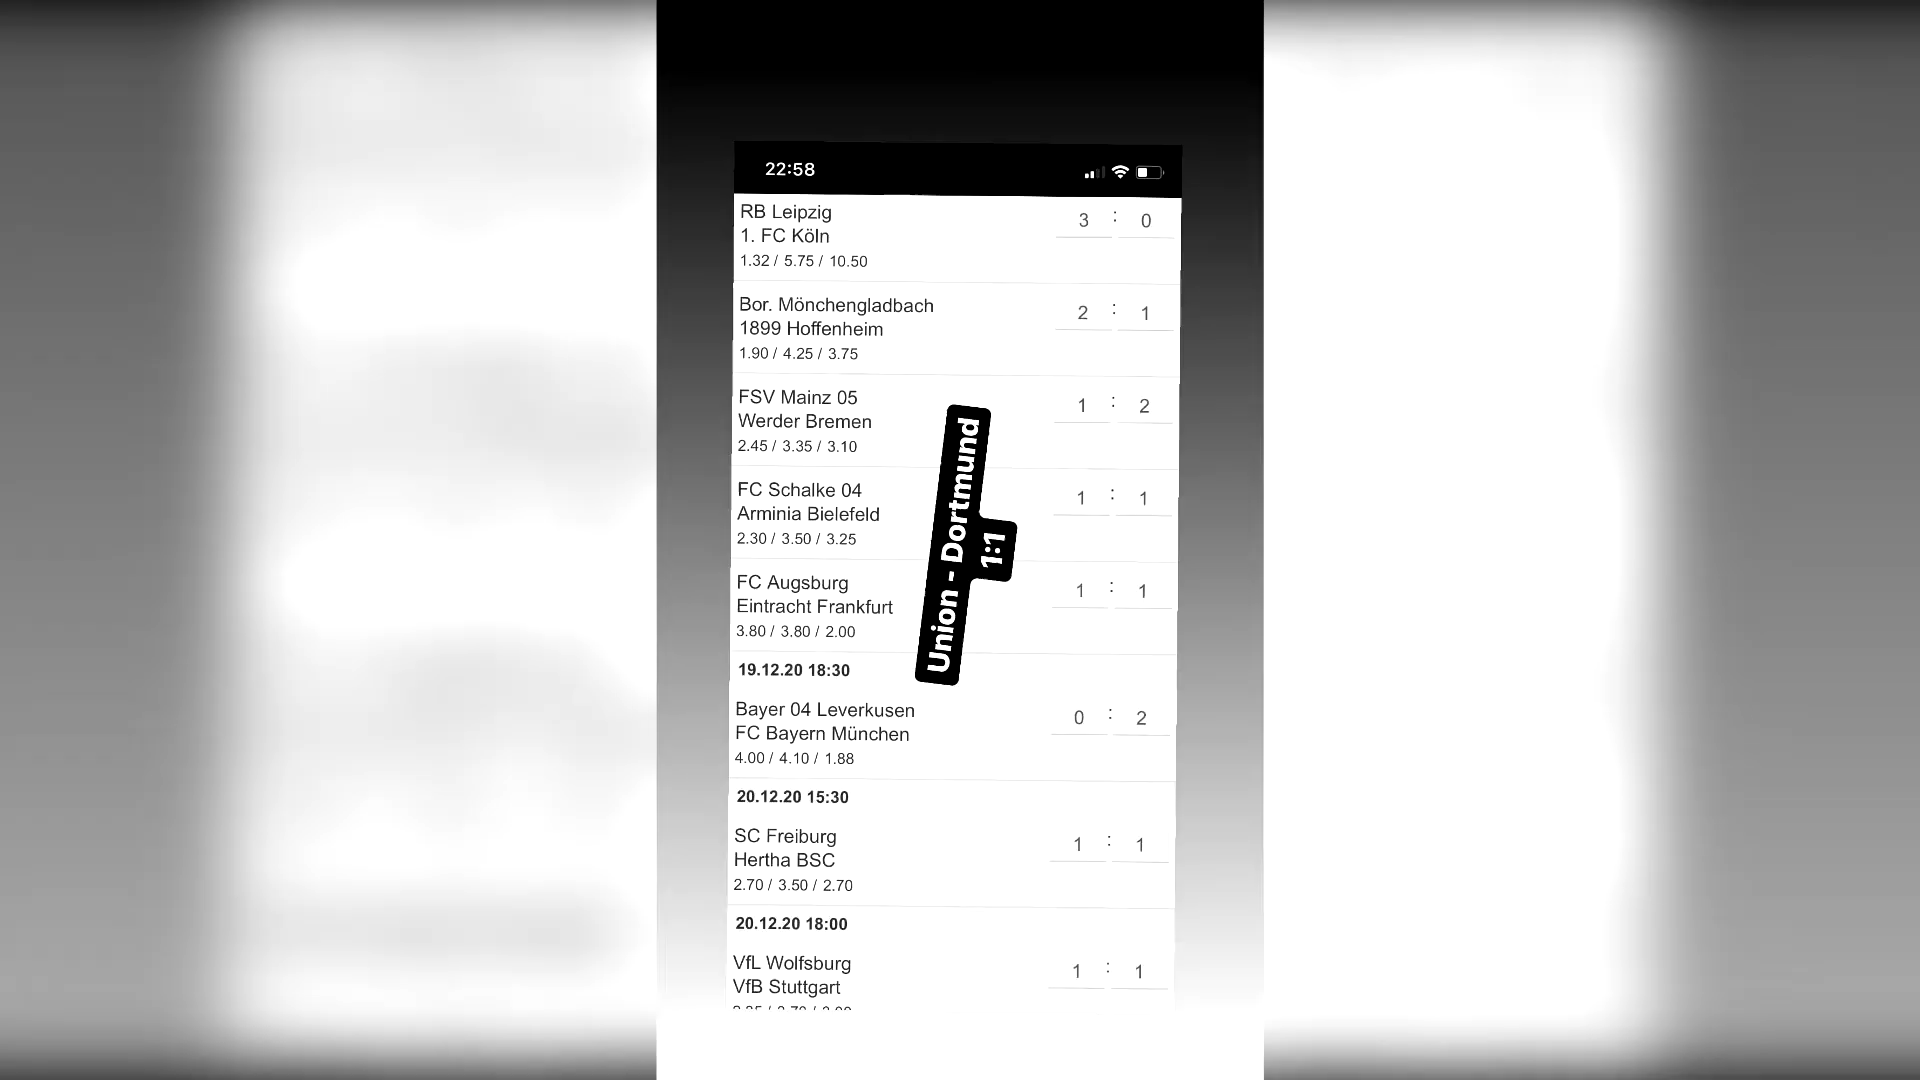 22:58
RB Leipzig
1. FC Köln
3 : 0
1.32 / 5.75 / 10.50
Bor. Mönchengladbach
1899 Hoffenheim
2 : 1
1.90 / 4.25 / 3.75
FSV Mainz 05
Werder Bremen
1 : 2
2.45 / 3.35 / 3.10
FC Schalke 04
Arminia Bielefeld
1 : 1
2.30 / 3.50 / 3.25
FC Augsburg
Eintracht Frankfurt
1 : 1
3.80 / 3.80 / 2.00
Union - Dortmund
1:1
19.12.20 18:30
Bayer 04 Leverkusen
FC Bayern München
0 : 2
4.00 / 4.10 / 1.88
20.12.20 15:30
SC Freiburg
Hertha BSC
1 : 1
2.70 / 3.50 / 2.70
20.12.20 18:00
VfL Wolfsburg
VfB Stuttgart
1 : 1